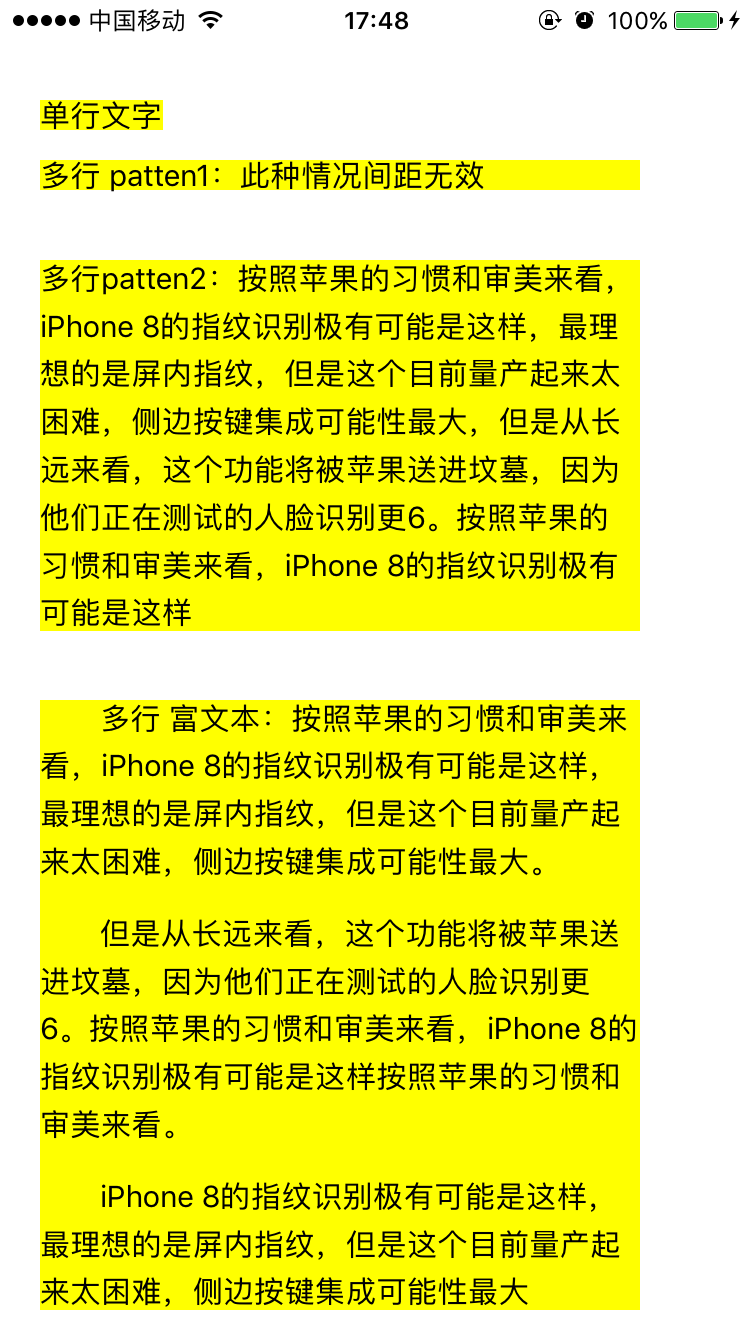 中国移动 17:48 100%
单行文字
多行 patten1：此种情况间距无效
多行patten2：按照苹果的习惯和审美来看，
iPhone 8的指纹识别极有可能是这样，最理
想的是屏内指纹，但是这个目前量产起来太
困难，侧边按键集成可能性最大，但是从长
远来看，这个功能将被苹果送进坟墓，因为
他们正在测试的人脸识别更6。按照苹果的
习惯和审美来看，iPhone 8的指纹识别极有
可能是这样
多行 富文本：按照苹果的习惯和审美来
看，iPhone 8的指纹识别极有可能是这样，
最理想的是屏内指纹，但是这个目前量产起
来太困难，侧边按键集成可能性最大。
但是从长远来看，这个功能将被苹果送
进坟墓，因为他们正在测试的人脸识别更
6。按照苹果的习惯和审美来看，iPhone 8的
指纹识别极有可能是这样按照苹果的习惯和
审美来看。
iPhone 8的指纹识别极有可能是这样，
最理想的是屏内指纹，但是这个目前量产起
来太困难，侧边按键集成可能性最大